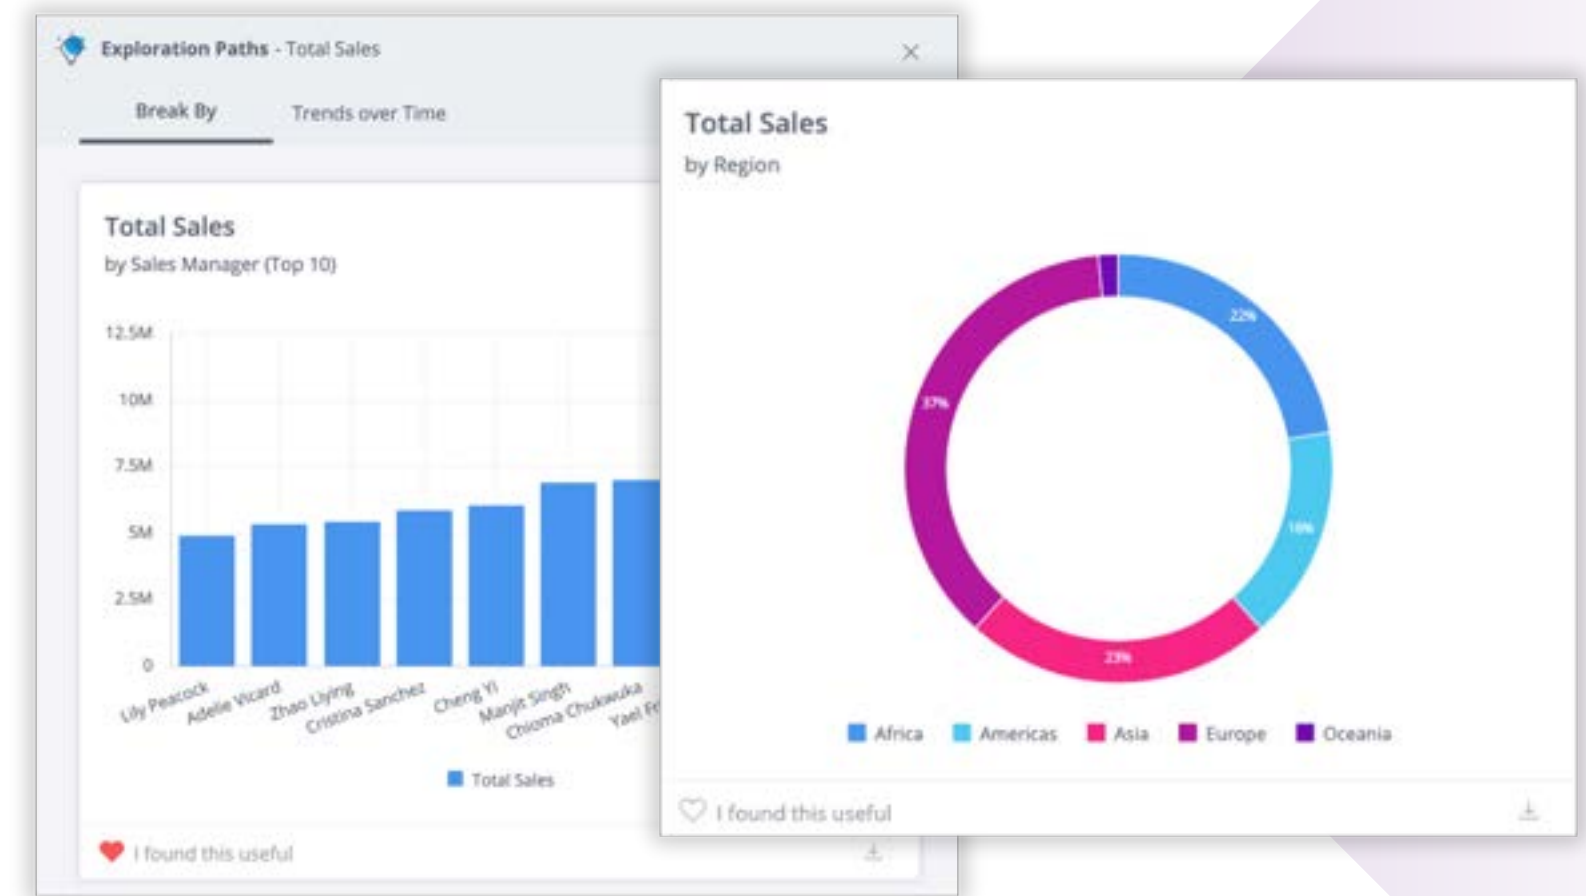 Exploration Paths - Total Sales
Break By
Trends over Time
Total Sales
by Sales Manager (Top 10)
12.5M
10M
7.5M
5M
2.5M
0
Lily Peacock
Adelie Vicard
Zhao Liying
Cristina Sanchez
Cheng Yi
Manjit Singh
Chioma Chukwuka
Yael
Total Sales
I found this useful
Total Sales
by Region
22%
37%
16%
23%
Africa
Americas
Asia
Europe
Oceania
I found this useful